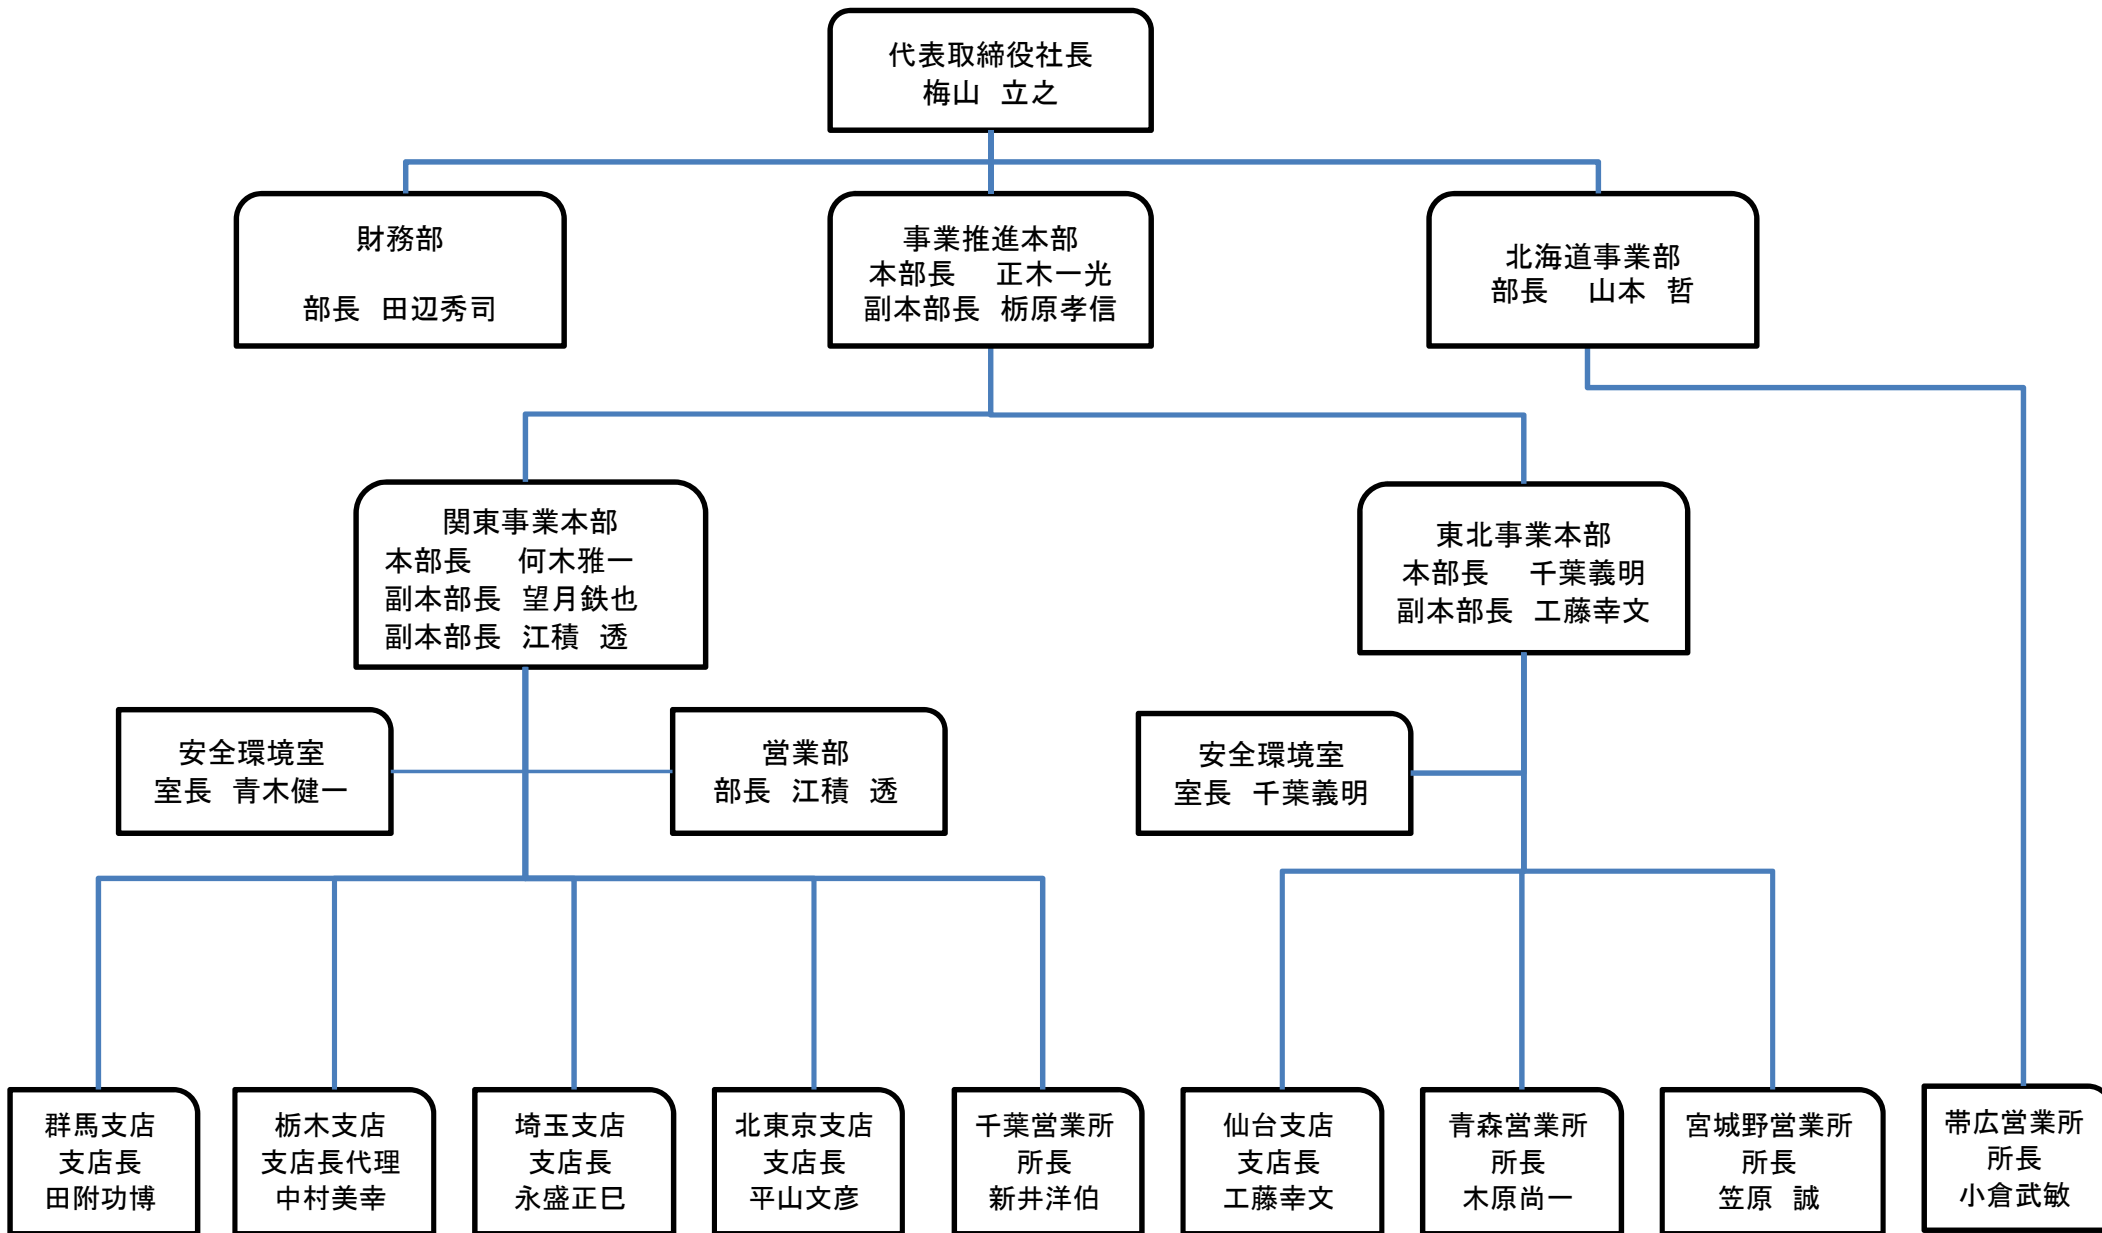 代表取締役社長
梅山 立之
財務部
部長 田辺秀司
事業推進本部
本部長 正木一光
副本部長 栃原孝信
北海道事業部
部長 山本 哲
関東事業本部
本部長 何木雅一
副本部長 望月鉄也
副本部長 江積 透
東北事業本部
本部長 千葉義明
副本部長 工藤幸文
安全環境室
室長 青木健一
営業部
部長 江積 透
安全環境室
室長 千葉義明
群馬支店
支店長
田附功博
栃木支店
支店長代理
中村美幸
埼玉支店
支店長
永盛正巳
北東京支店
支店長
平山文彦
千葉営業所
所長
新井洋伯
仙台支店
支店長
工藤幸文
青森営業所
所長
木原尚一
宮城野営業所
所長
笠原 誠
帯広営業所
所長
小倉武敏